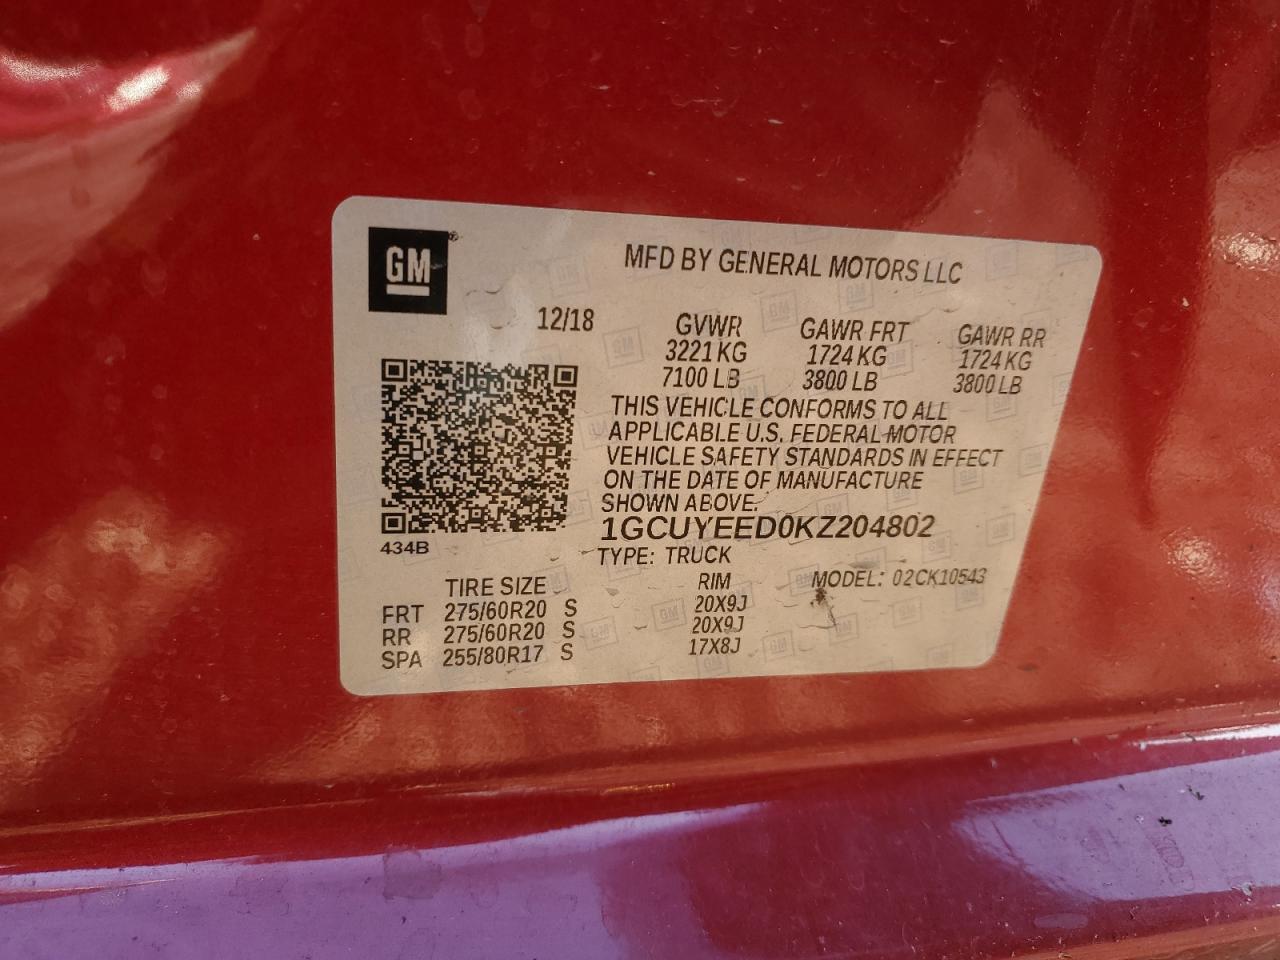 GM
MFD BY GENERAL MOTORS LLC
12/18
GVWR GAWR FRT GAWR RR
3221 KG 1724 KG 1724 KG
7100 LB 3800 LB 3800 LB
THIS VEHICLE CONFORMS TO ALL
APPLICABLE U.S. FEDERAL MOTOR
VEHICLE SAFETY STANDARDS IN EFFECT
ON THE DATE OF MANUFACTURE
SHOWN ABOVE.
1GCUYEED0KZ204802
434B
TYPE: TRUCK
TIRE SIZE RIM MODEL: 02CK10543
FRT 275/60R20 S 20X9J
RR 275/60R20 S 20X9J
SPA 255/80R17 S 17X8J